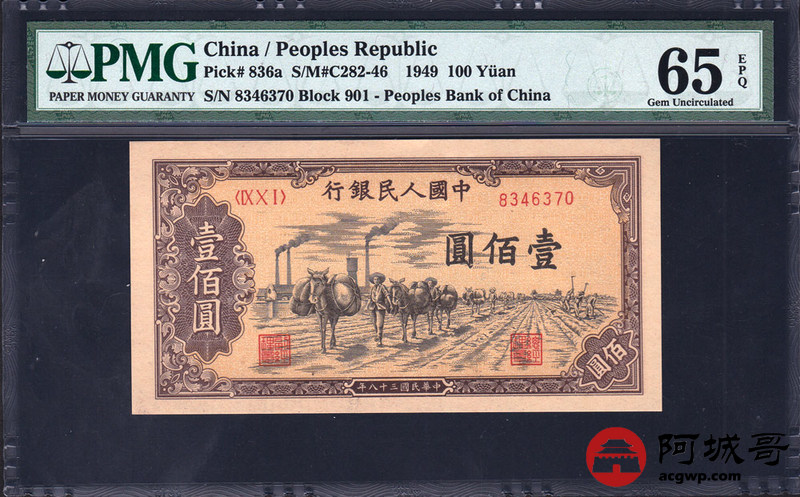 PMG
PAPER MONEY GUARANTY
China / Peoples Republic
Pick# 836a S/M#C282-46 1949 100 Yüan
S/N 8346370 Block 901 - Peoples Bank of China
65 EPQ
Gem Uncirculated
行銀民人國中
〈IX X I〉
8346370
圓佰壹
壹佰圓
佰圓
年八十三國民華中
阿城哥
acgwp.com